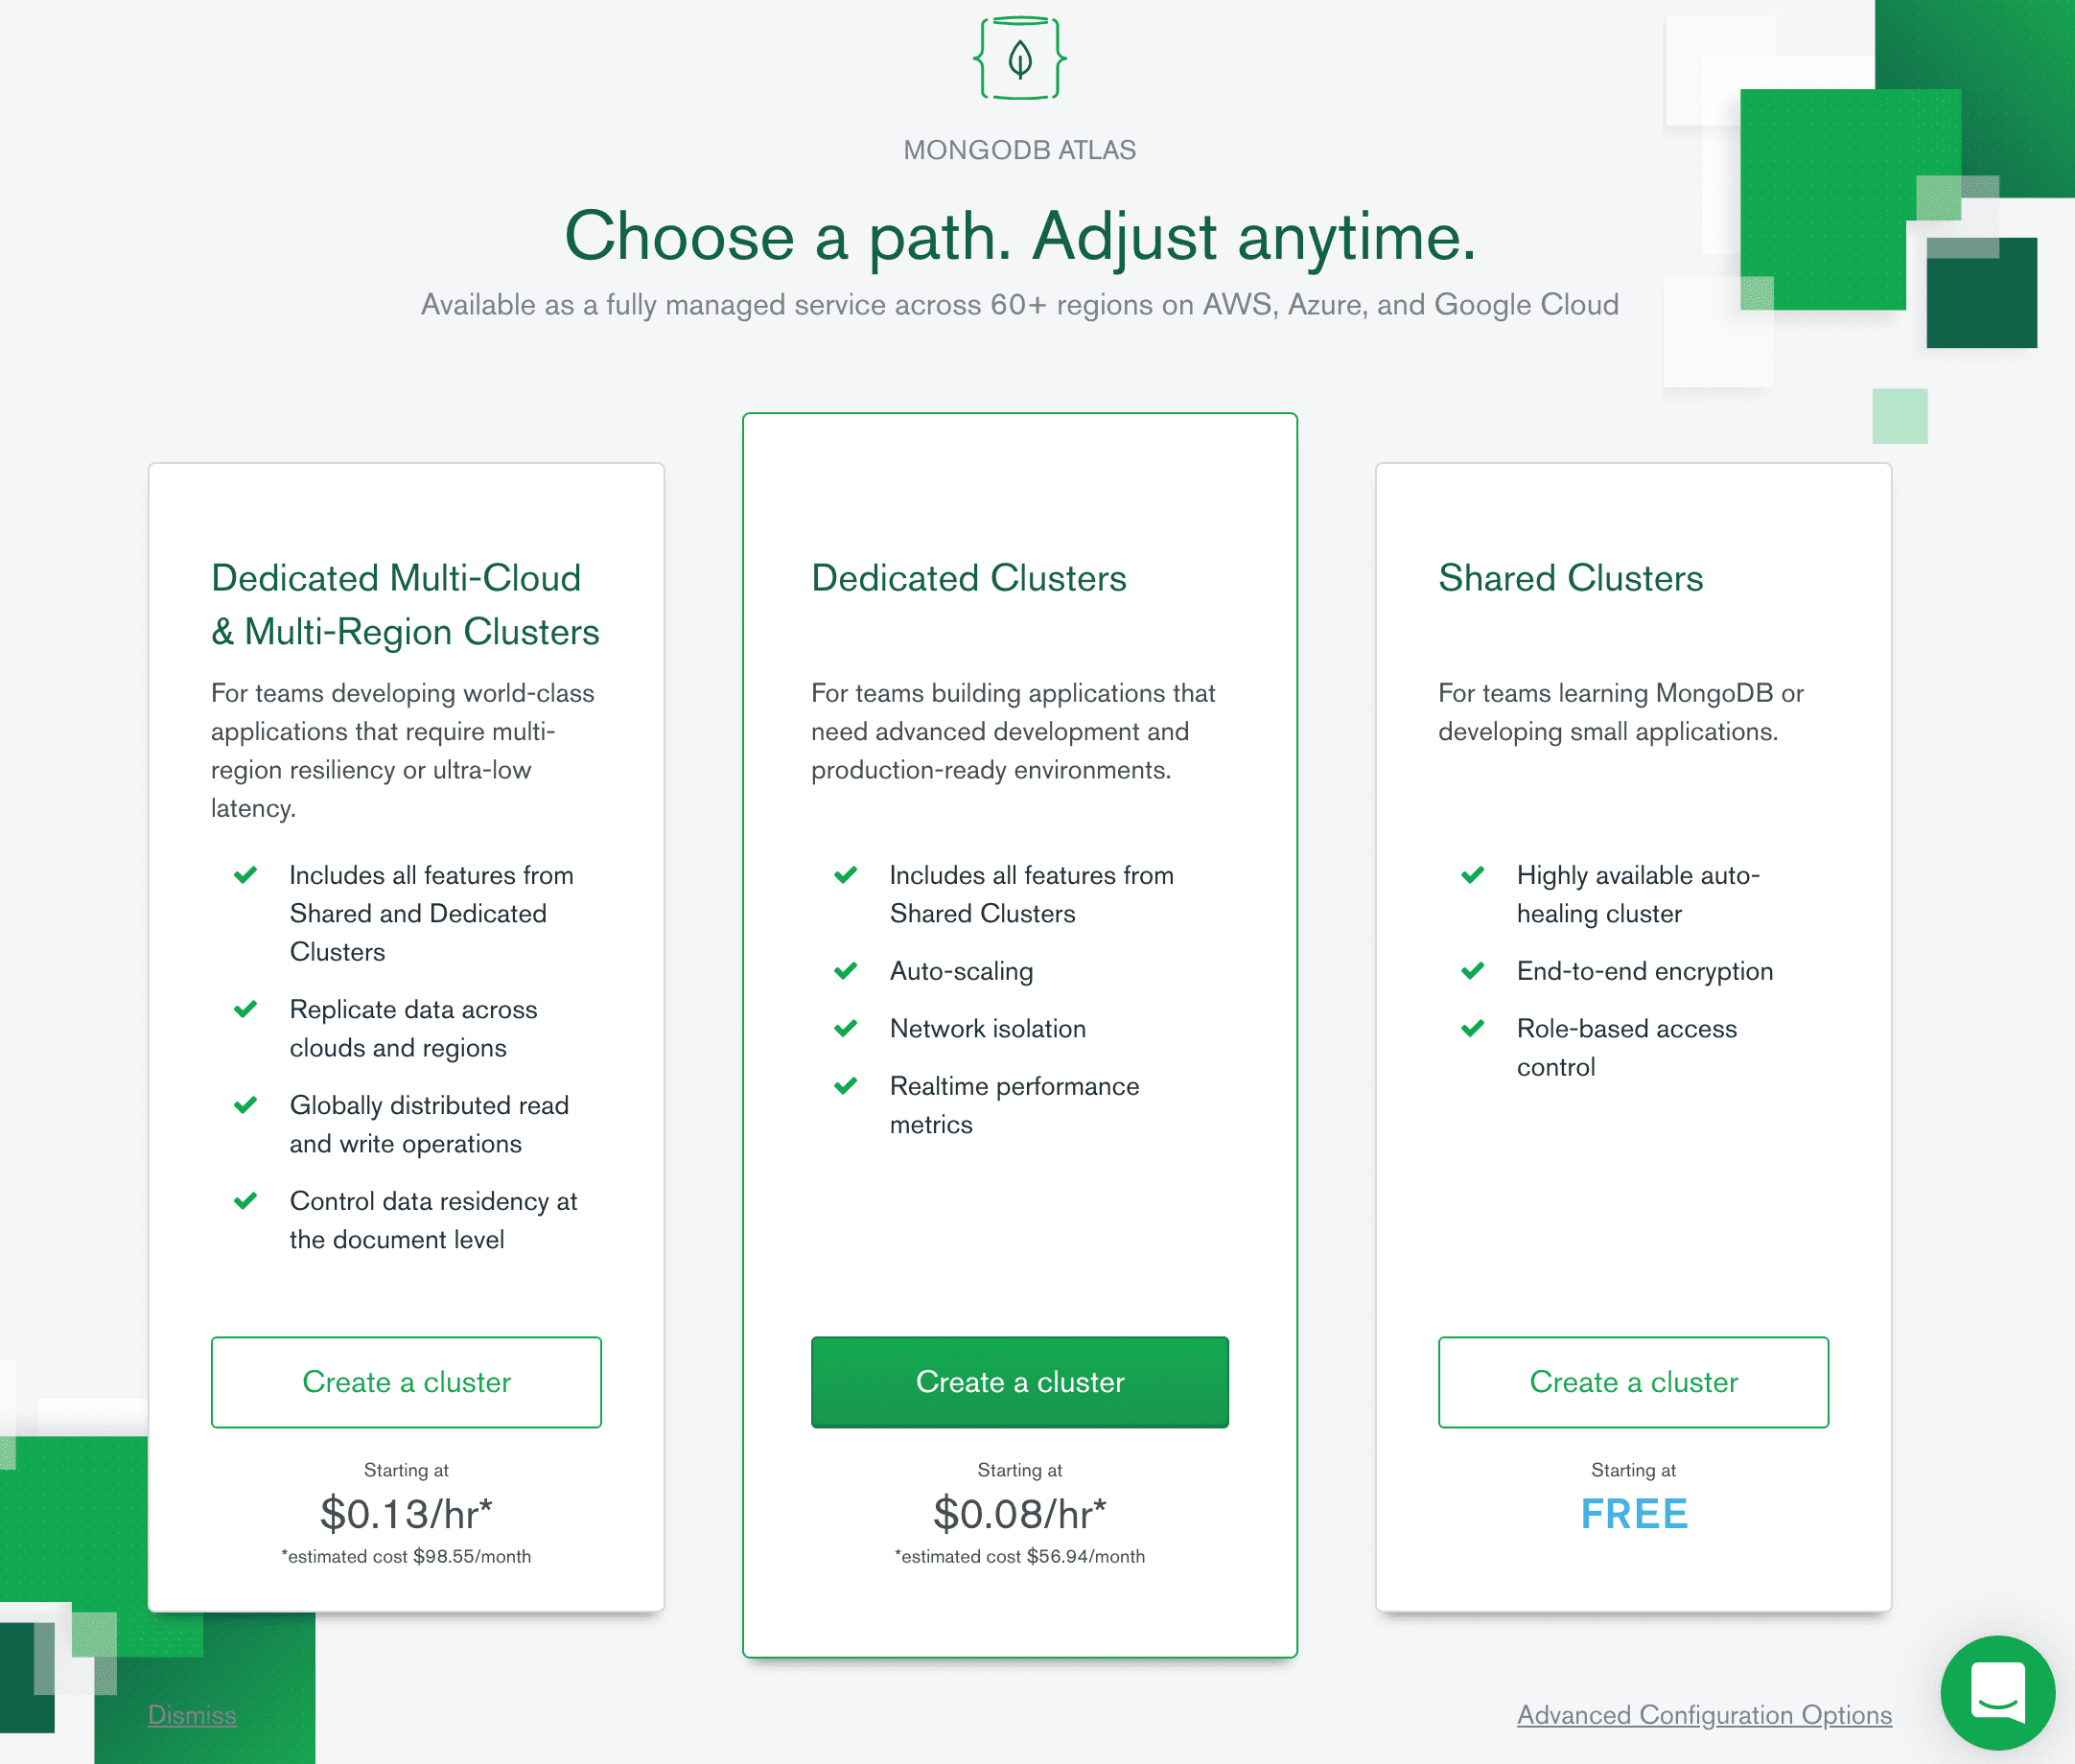 MONGODB ATLAS
Choose a path. Adjust anytime.
Available as a fully managed service across 60+ regions on AWS, Azure, and Google Cloud
Dedicated Multi-Cloud
& Multi-Region Clusters
For teams developing world-class
applications that require multi-
region resiliency or ultra-low
latency.
Includes all features from
Shared and Dedicated
Clusters
Replicate data across
clouds and regions
Globally distributed read
and write operations
Control data residency at
the document level
Create a cluster
Starting at
$0.13/hr*
*estimated cost $98.55/month
Dedicated Clusters
For teams building applications that
need advanced development and
production-ready environments.
Includes all features from
Shared Clusters
Auto-scaling
Network isolation
Realtime performance
metrics
Create a cluster
Starting at
$0.08/hr*
*estimated cost $56.94/month
Shared Clusters
For teams learning MongoDB or
developing small applications.
Highly available auto-
healing cluster
End-to-end encryption
Role-based access
control
Create a cluster
Starting at
FREE
Dismiss
Advanced Configuration Options